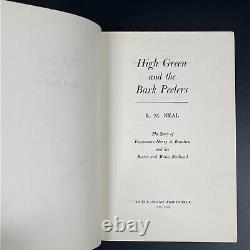 High Green
and the
Bark Peelers
R. M. NEAL
The Story of
Engineman Henry A. Beaulieu
and his
Boston and Maine Railroad
DUELL, SLOAN AND PEARCE
NEW YORK